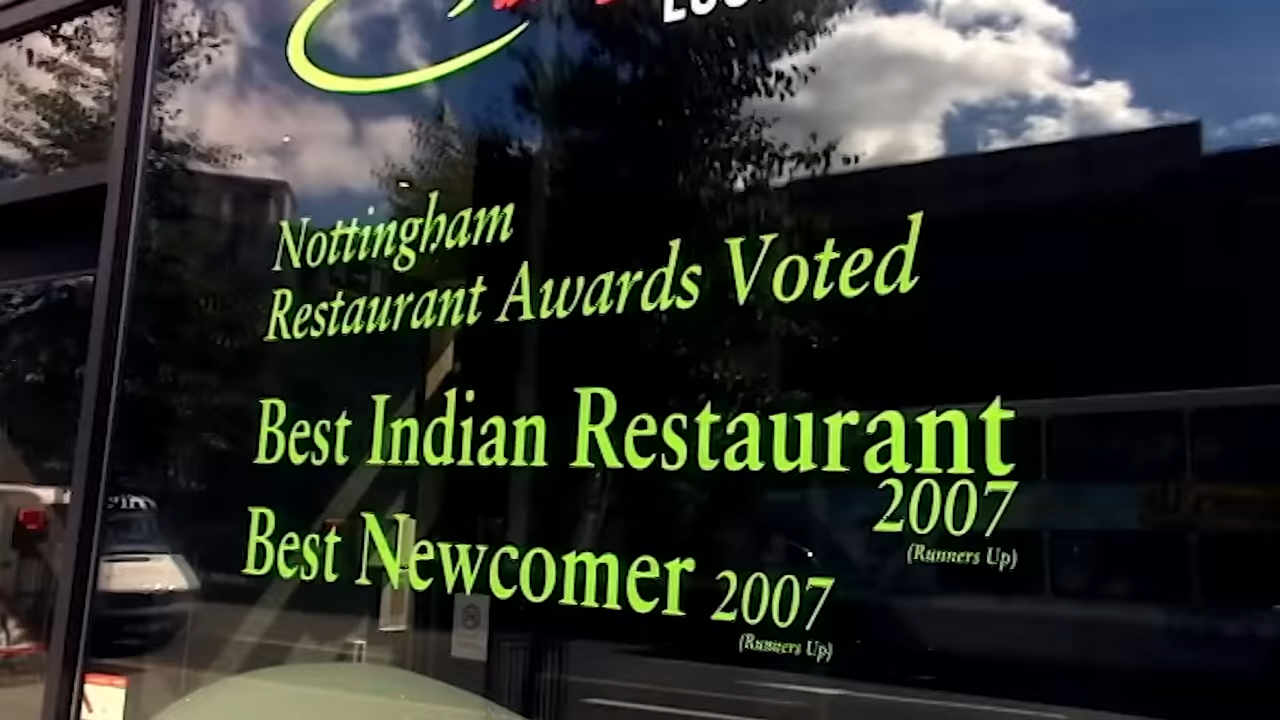 Nottingham
Restaurant Awards Voted
Best Indian Restaurant
2007
(Runners Up)
Best Newcomer 2007
(Runners Up)